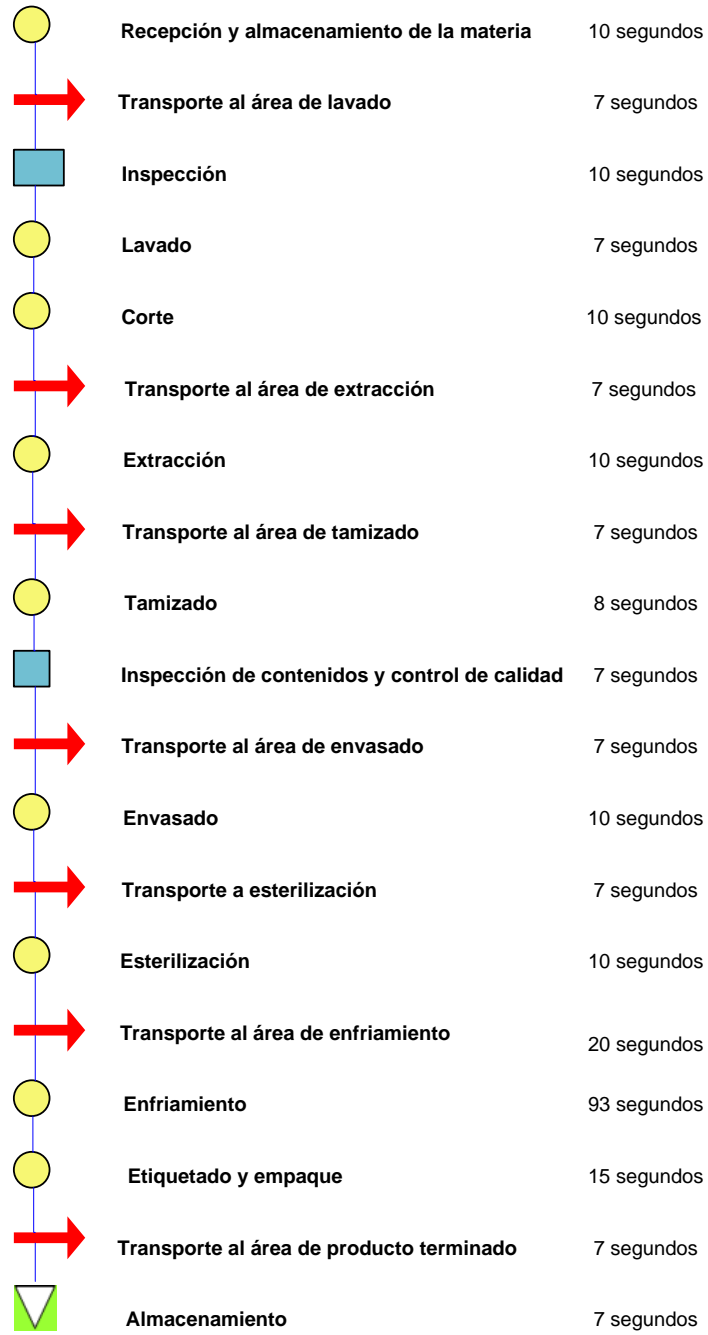 Recepción y almacenamiento de la materia 10 segundos
Transporte al área de lavado 7 segundos
Inspección 10 segundos
Lavado 7 segundos
Corte 10 segundos
Transporte al área de extracción 7 segundos
Extracción 10 segundos
Transporte al área de tamizado 7 segundos
Tamizado 8 segundos
Inspección de contenidos y control de calidad 7 segundos
Transporte al área de envasado 7 segundos
Envasado 10 segundos
Transporte a esterilización 7 segundos
Esterilización 10 segundos
Transporte al área de enfriamiento 20 segundos
Enfriamiento 93 segundos
Etiquetado y empaque 15 segundos
Transporte al área de producto terminado 7 segundos
Almacenamiento 7 segundos